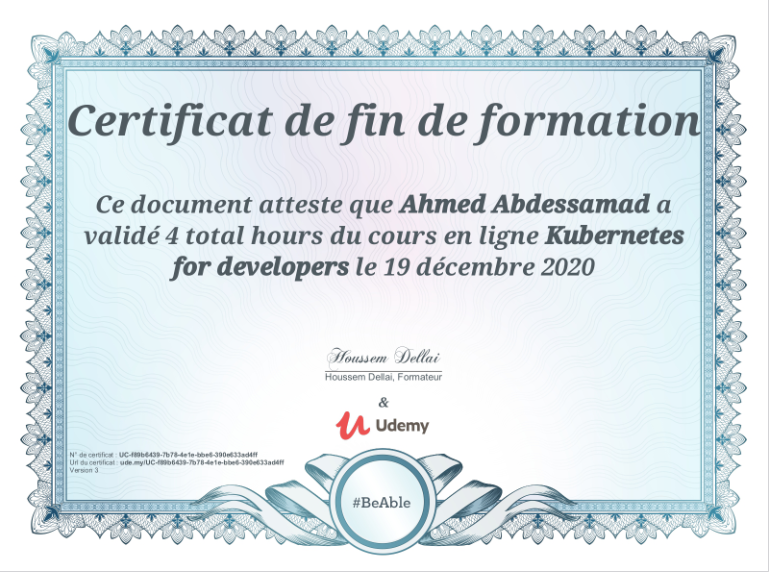 Certificat de fin de formation
Ce document atteste que Ahmed Abdessamad a
validé 4 total hours du cours en ligne Kubernetes
for developers le 19 décembre 2020
Houssem Dellai
Houssem Dellai, Formateur
&
Udemy
N° de certificat : UC-f89b6439-7b78-4e1e-bbe6-390e633ad4ff
Url du certificat : ude.my/UC-f89b6439-7b78-4e1e-bbe6-390e633ad4ff
Version 3
#BeAble